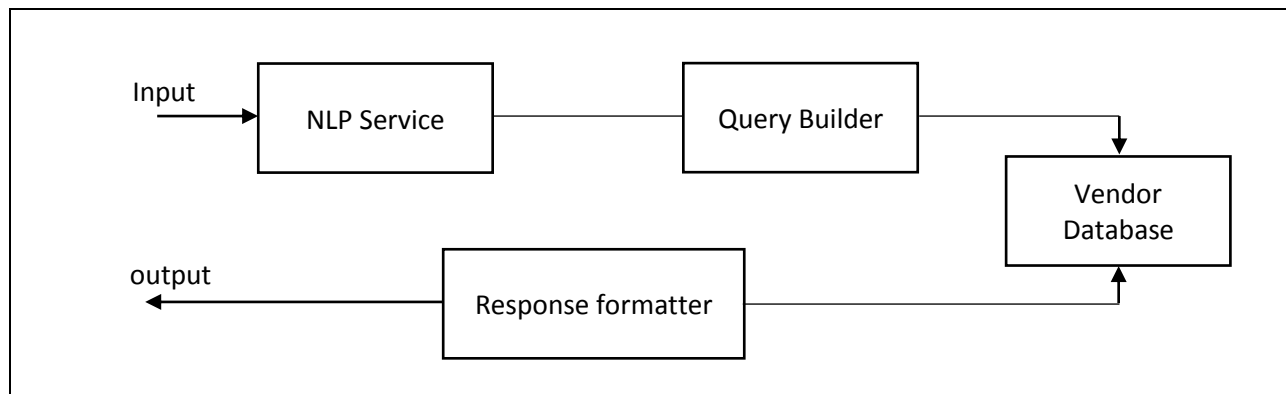 Input
NLP Service
Query Builder
Vendor
Database
output
Response formatter